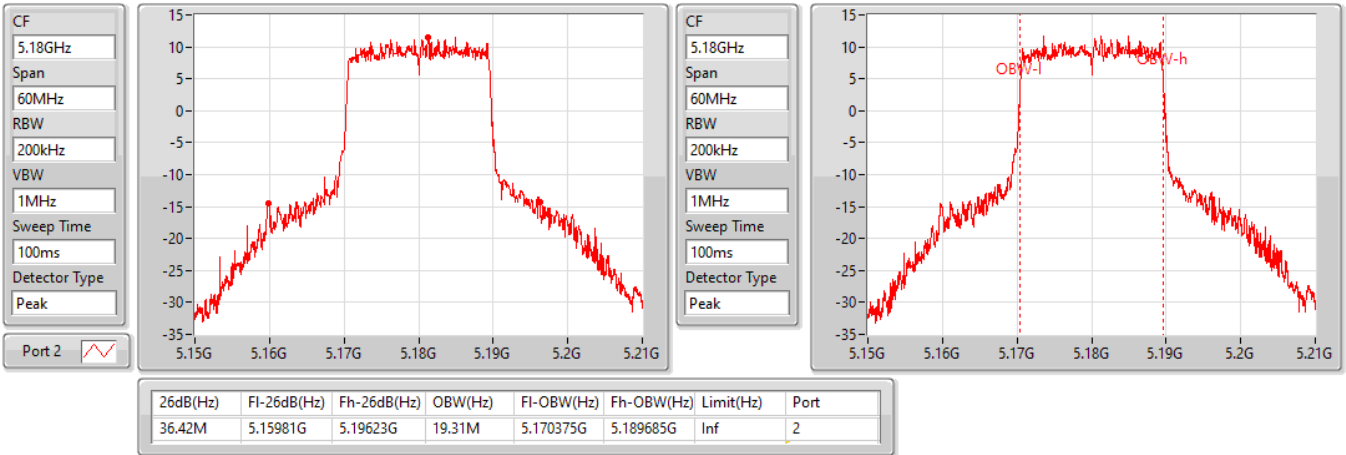 CF
5.18GHz
Span
60MHz
RBW
200kHz
VBW
1MHz
Sweep Time
100ms
Detector Type
Peak
Port 2
15
10
5
0
-5
-10
-15
-20
-25
-30
-35
5.15G 5.16G 5.17G 5.18G 5.19G 5.2G 5.21G
CF
5.18GHz
Span
60MHz
RBW
200kHz
VBW
1MHz
Sweep Time
100ms
Detector Type
Peak
15
10
5
0
-5
-10
-15
-20
-25
-30
-35
OBW-l OBW-h
5.15G 5.16G 5.17G 5.18G 5.19G 5.2G 5.21G
26dB(Hz) Fl-26dB(Hz) Fh-26dB(Hz) OBW(Hz) Fl-OBW(Hz) Fh-OBW(Hz) Limit(Hz) Port
36.42M 5.15981G 5.19623G 19.31M 5.170375G 5.189685G Inf 2